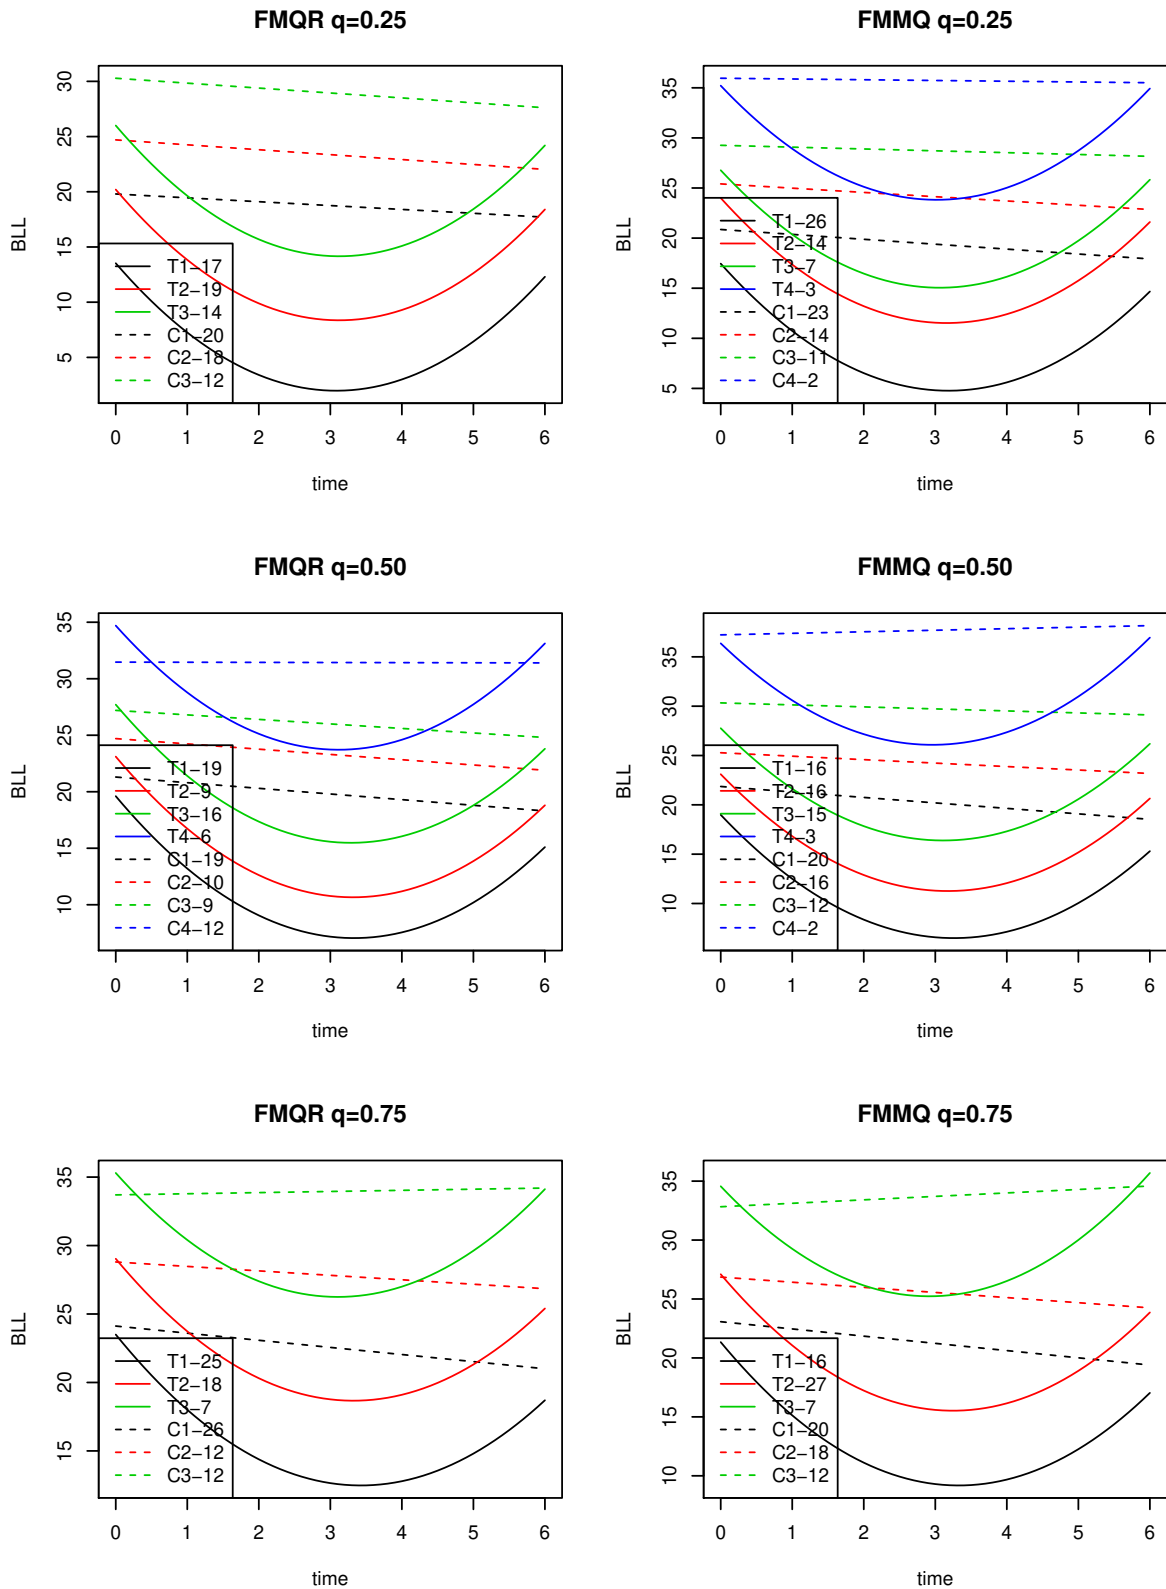 FMQR q=0.25
BLL
30
25
20
15
10
5
T1−17
T2−19
T3−14
C1−20
C2−18
C3−12
0 1 2 3 4 5 6
time
FMMQ q=0.25
BLL
35
30
25
20
15
10
5
T1−26
T2−14
T3−7
T4−3
C1−23
C2−14
C3−11
C4−2
0 1 2 3 4 5 6
time
FMQR q=0.50
BLL
35
30
25
20
15
10
T1−19
T2−9
T3−16
T4−6
C1−19
C2−10
C3−9
C4−12
0 1 2 3 4 5 6
time
FMMQ q=0.50
BLL
35
30
25
20
15
10
T1−16
T2−16
T3−15
T4−3
C1−20
C2−16
C3−12
C4−2
0 1 2 3 4 5 6
time
FMQR q=0.75
BLL
35
30
25
20
15
T1−25
T2−18
T3−7
C1−26
C2−12
C3−12
0 1 2 3 4 5 6
time
FMMQ q=0.75
BLL
35
30
25
20
15
10
T1−16
T2−27
T3−7
C1−20
C2−18
C3−12
0 1 2 3 4 5 6
time